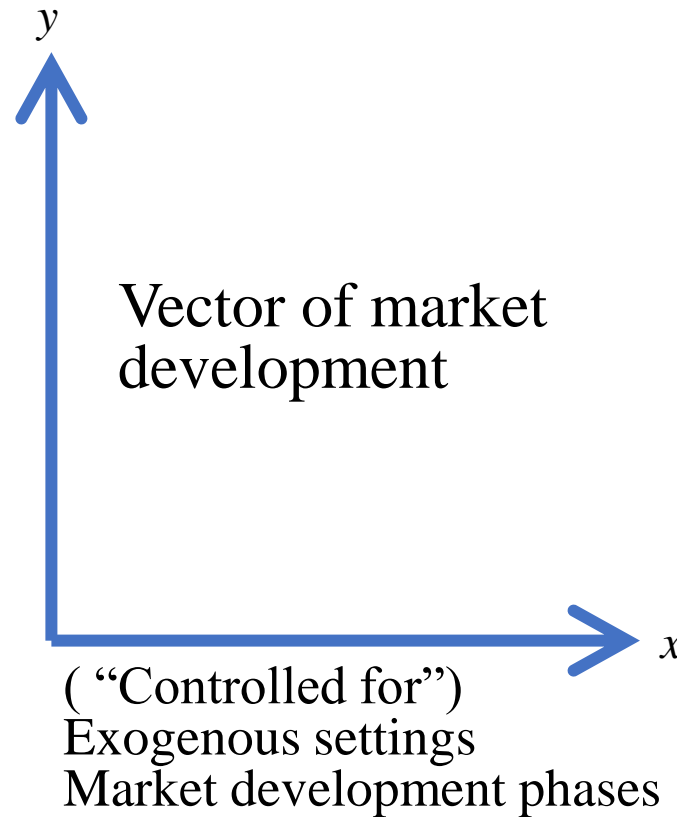 y
Vector of market
development
x
( “Controlled for”)
Exogenous settings
Market development phases